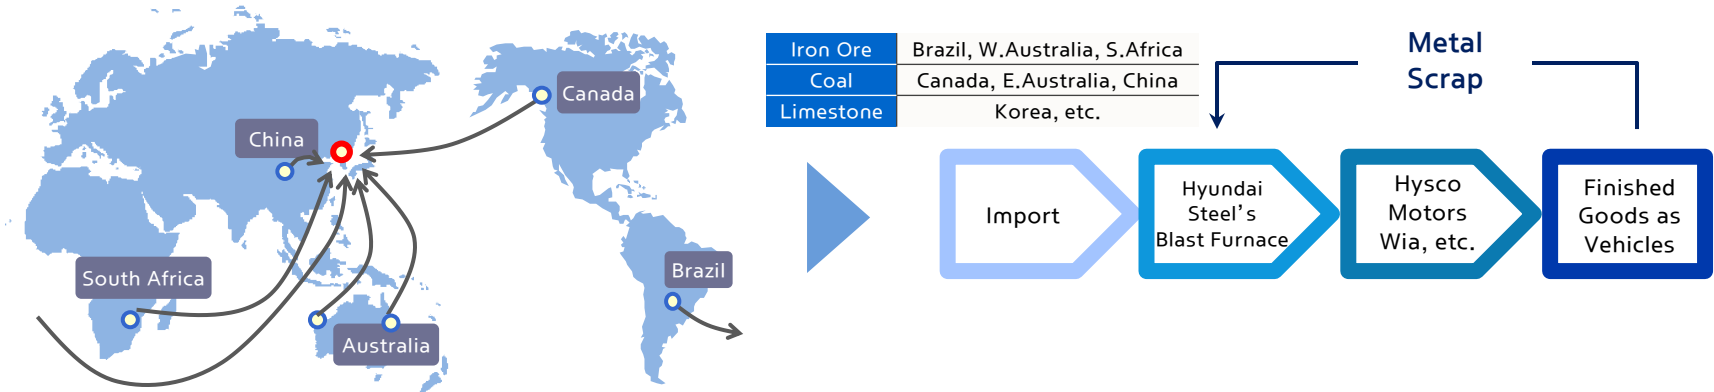 Canada
China
South Africa
Brazil
Australia
Iron Ore Brazil, W.Australia, S.Africa
Coal Canada, E.Australia, China
Limestone Korea, etc.
Metal
Scrap
Import
Hyundai
Steel's
Blast Furnace
Hysco
Motors
Wia, etc.
Finished
Goods as
Vehicles